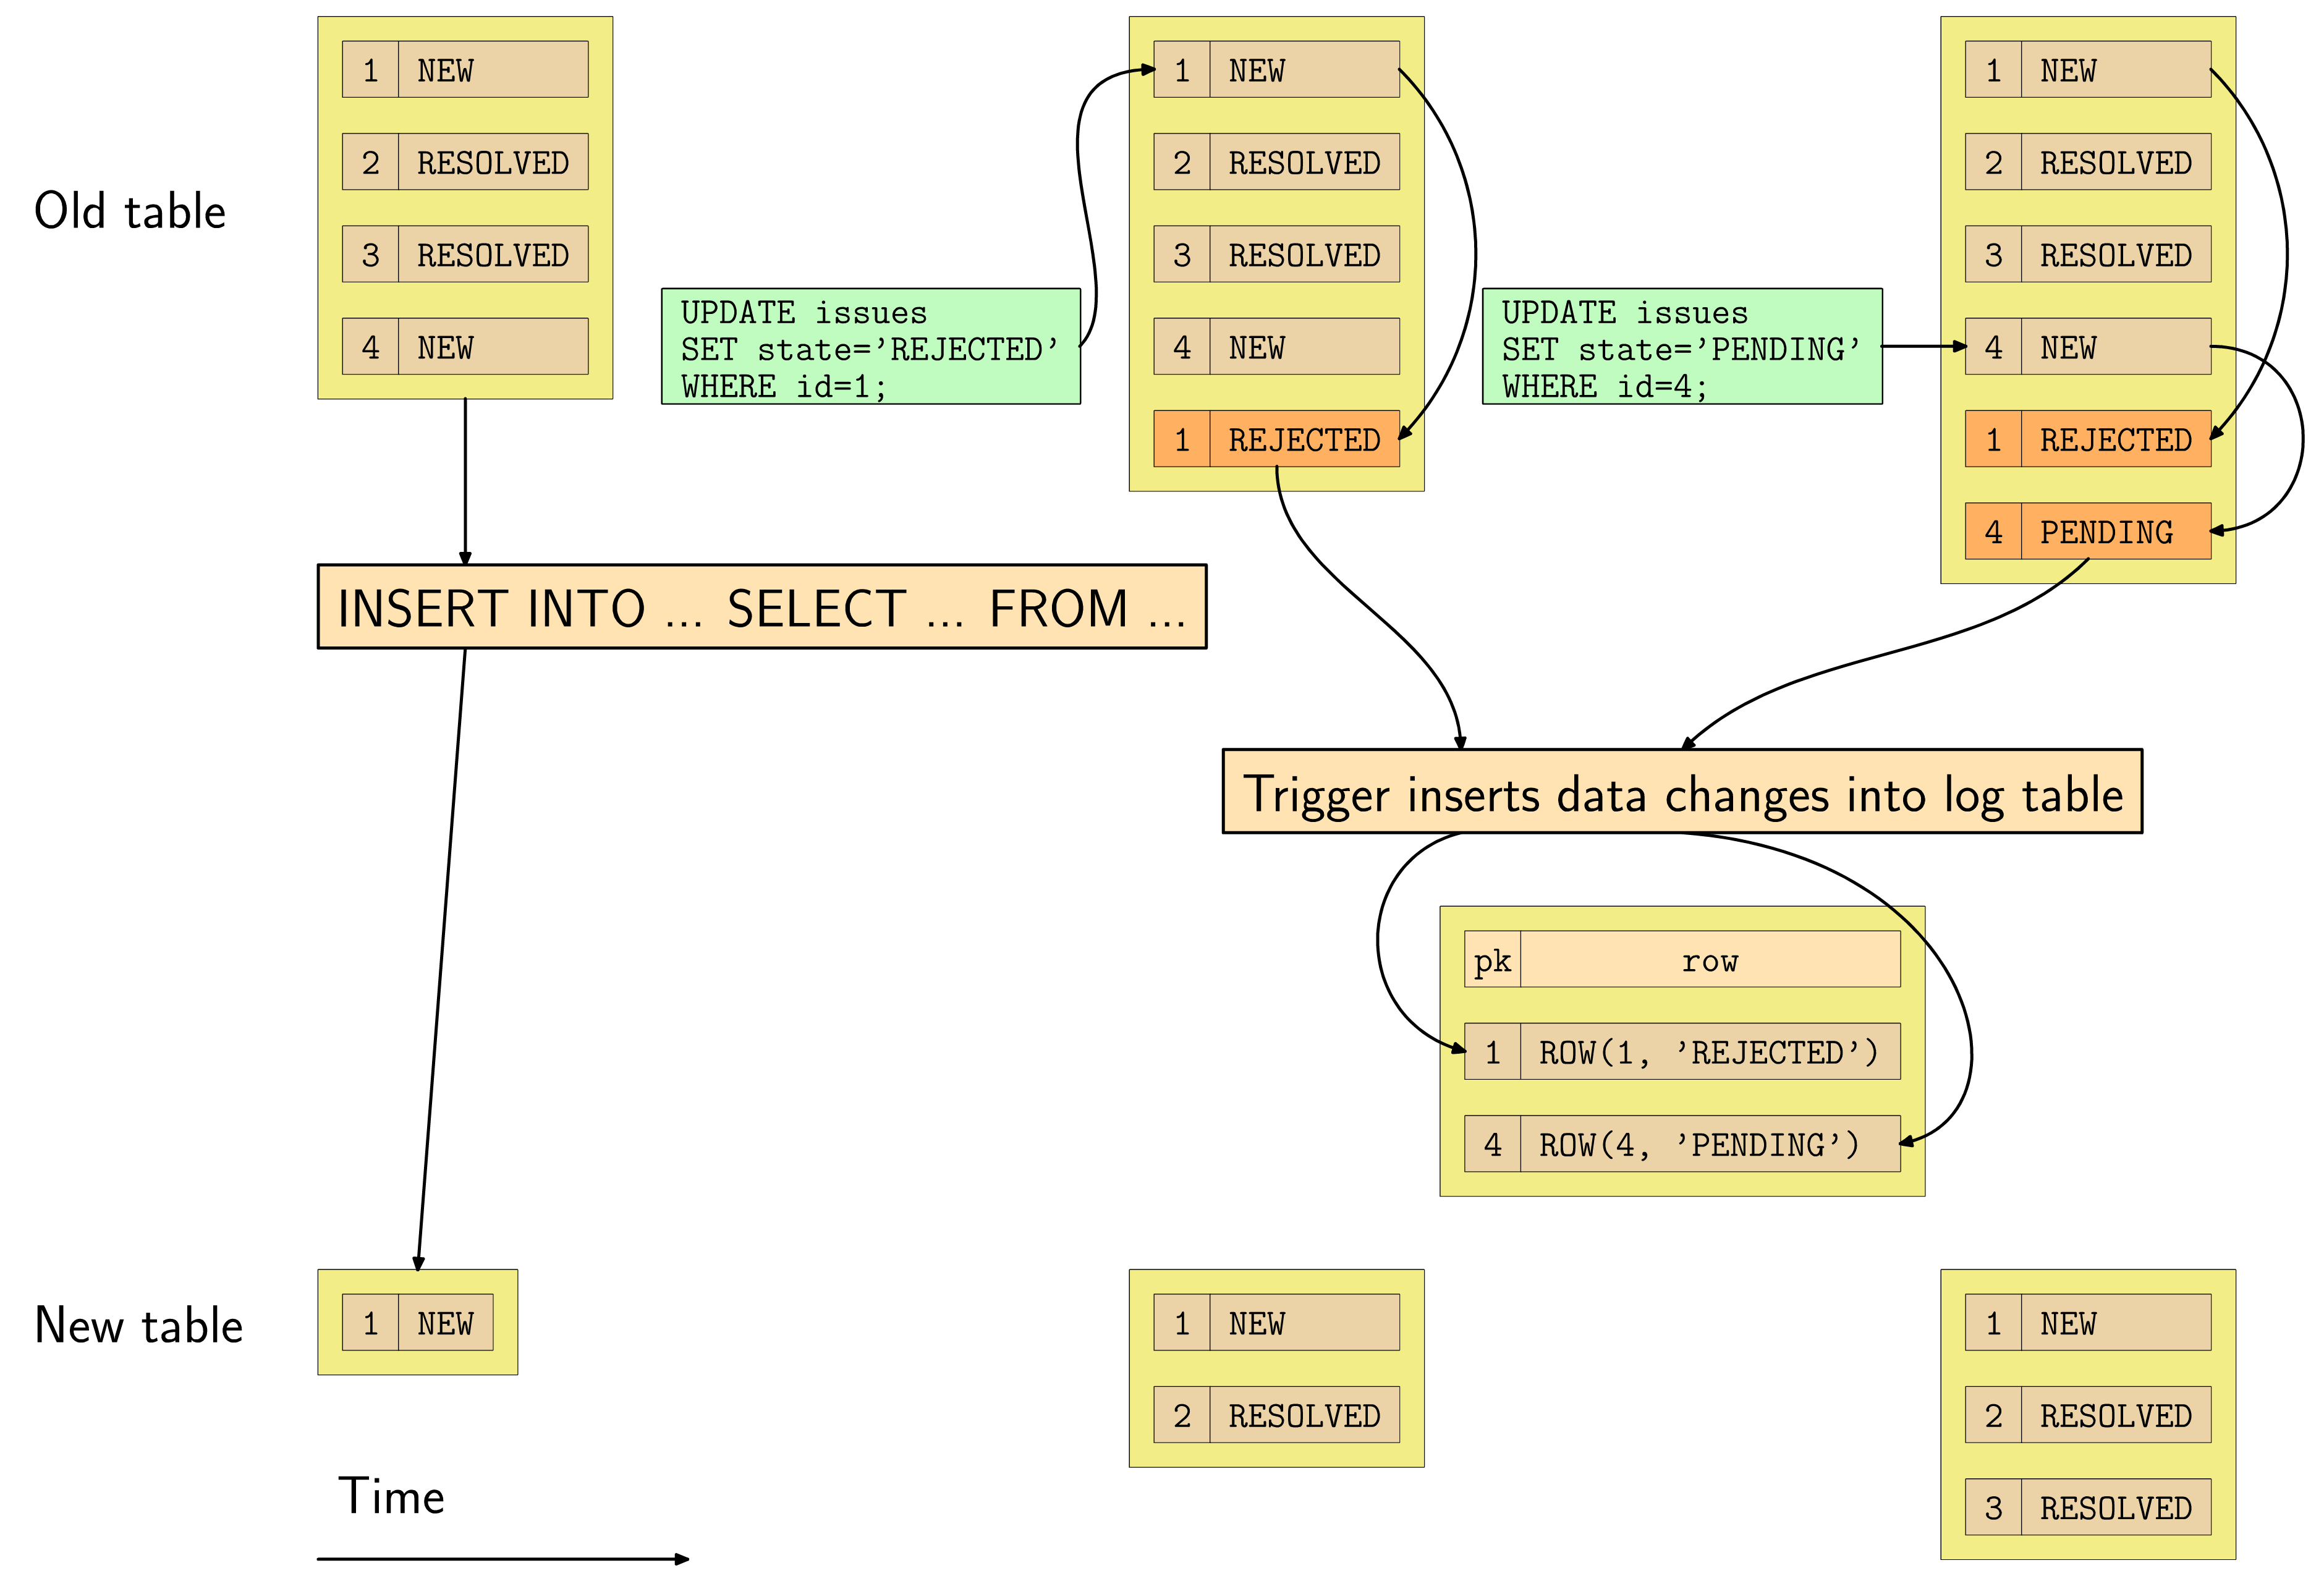 Old table
1 NEW
2 RESOLVED
3 RESOLVED
4 NEW
UPDATE issues
SET state='REJECTED'
WHERE id=1;
1 NEW
2 RESOLVED
3 RESOLVED
4 NEW
1 REJECTED
UPDATE issues
SET state='PENDING'
WHERE id=4;
1 NEW
2 RESOLVED
3 RESOLVED
4 NEW
1 REJECTED
4 PENDING
INSERT INTO ... SELECT ... FROM ...
Trigger inserts data changes into log table
pk row
1 ROW(1, 'REJECTED')
4 ROW(4, 'PENDING')
New table
1 NEW
1 NEW
2 RESOLVED
1 NEW
2 RESOLVED
3 RESOLVED
Time